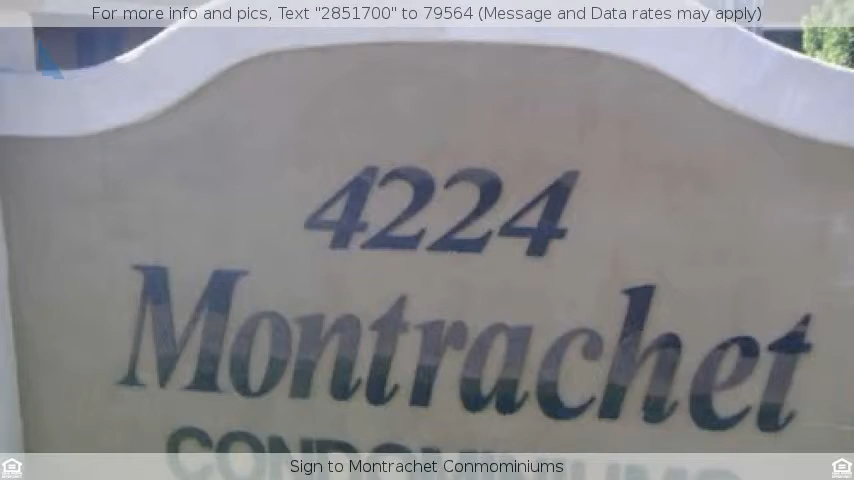 For more info and pics, Text "2851700" to 79564 (Message and Data rates may apply)
4224
Montrachet
CONDOMINIUMS
Sign to Montrachet Conmominiums